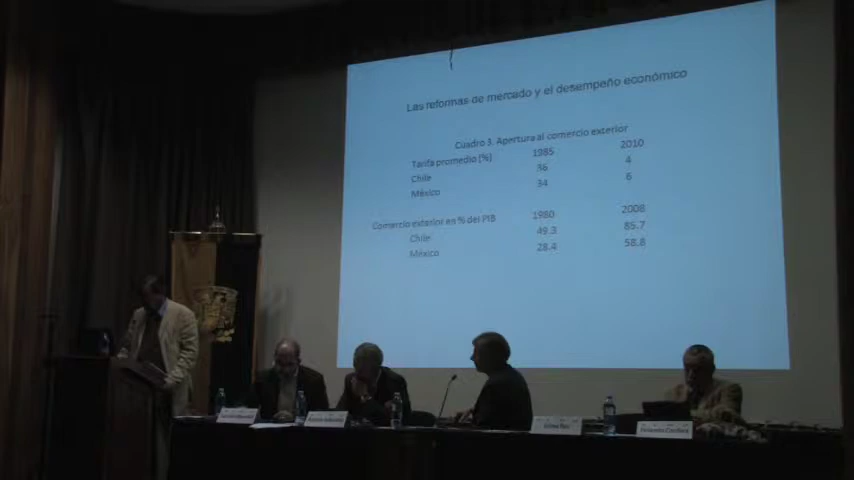 Las reformas de mercado y el desempeño económico
Cuadro 3. Apertura al comercio exterior
Tarifa promedio (%) 1985 2010
Chile 36 4
México 34 6
Comercio exterior en % del PIB 1980 2008
Chile 49.3 85.7
México 28.4 58.8